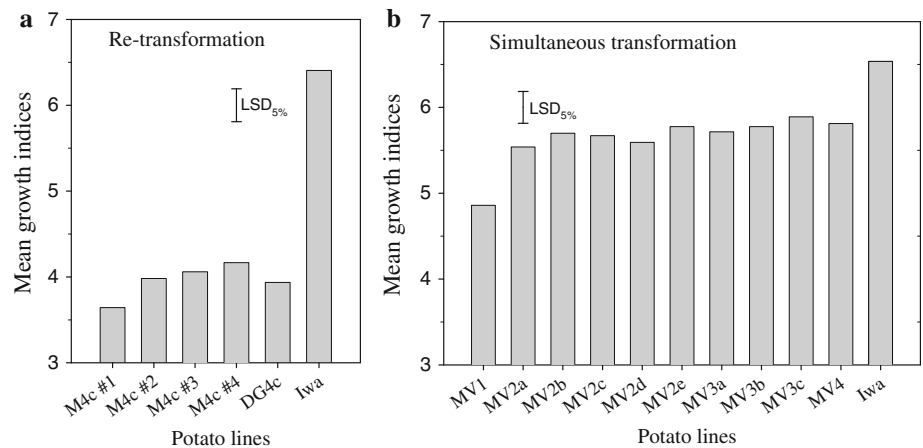 a
Re-transformation
7
6
5
4
3
Mean growth indices
LSD5%
M4c #1
M4c #2
M4c #3
M4c #4
DG4c
Iwa
Potato lines
b
Simultaneous transformation
7
6
5
4
3
Mean growth indices
LSD5%
MV1
MV2a
MV2b
MV2c
MV2d
MV2e
MV3a
MV3b
MV3c
MV4
Iwa
Potato lines